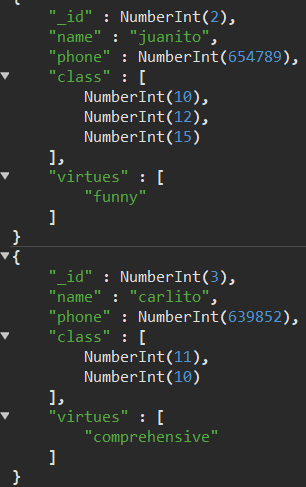 {
"_id" : NumberInt(2),
"name" : "juanito",
"phone" : NumberInt(654789),
"class" : [
NumberInt(10),
NumberInt(12),
NumberInt(15)
],
"virtues" : [
"funny"
]
}
{
"_id" : NumberInt(3),
"name" : "carlito",
"phone" : NumberInt(639852),
"class" : [
NumberInt(11),
NumberInt(10)
],
"virtues" : [
"comprehensive"
]
}